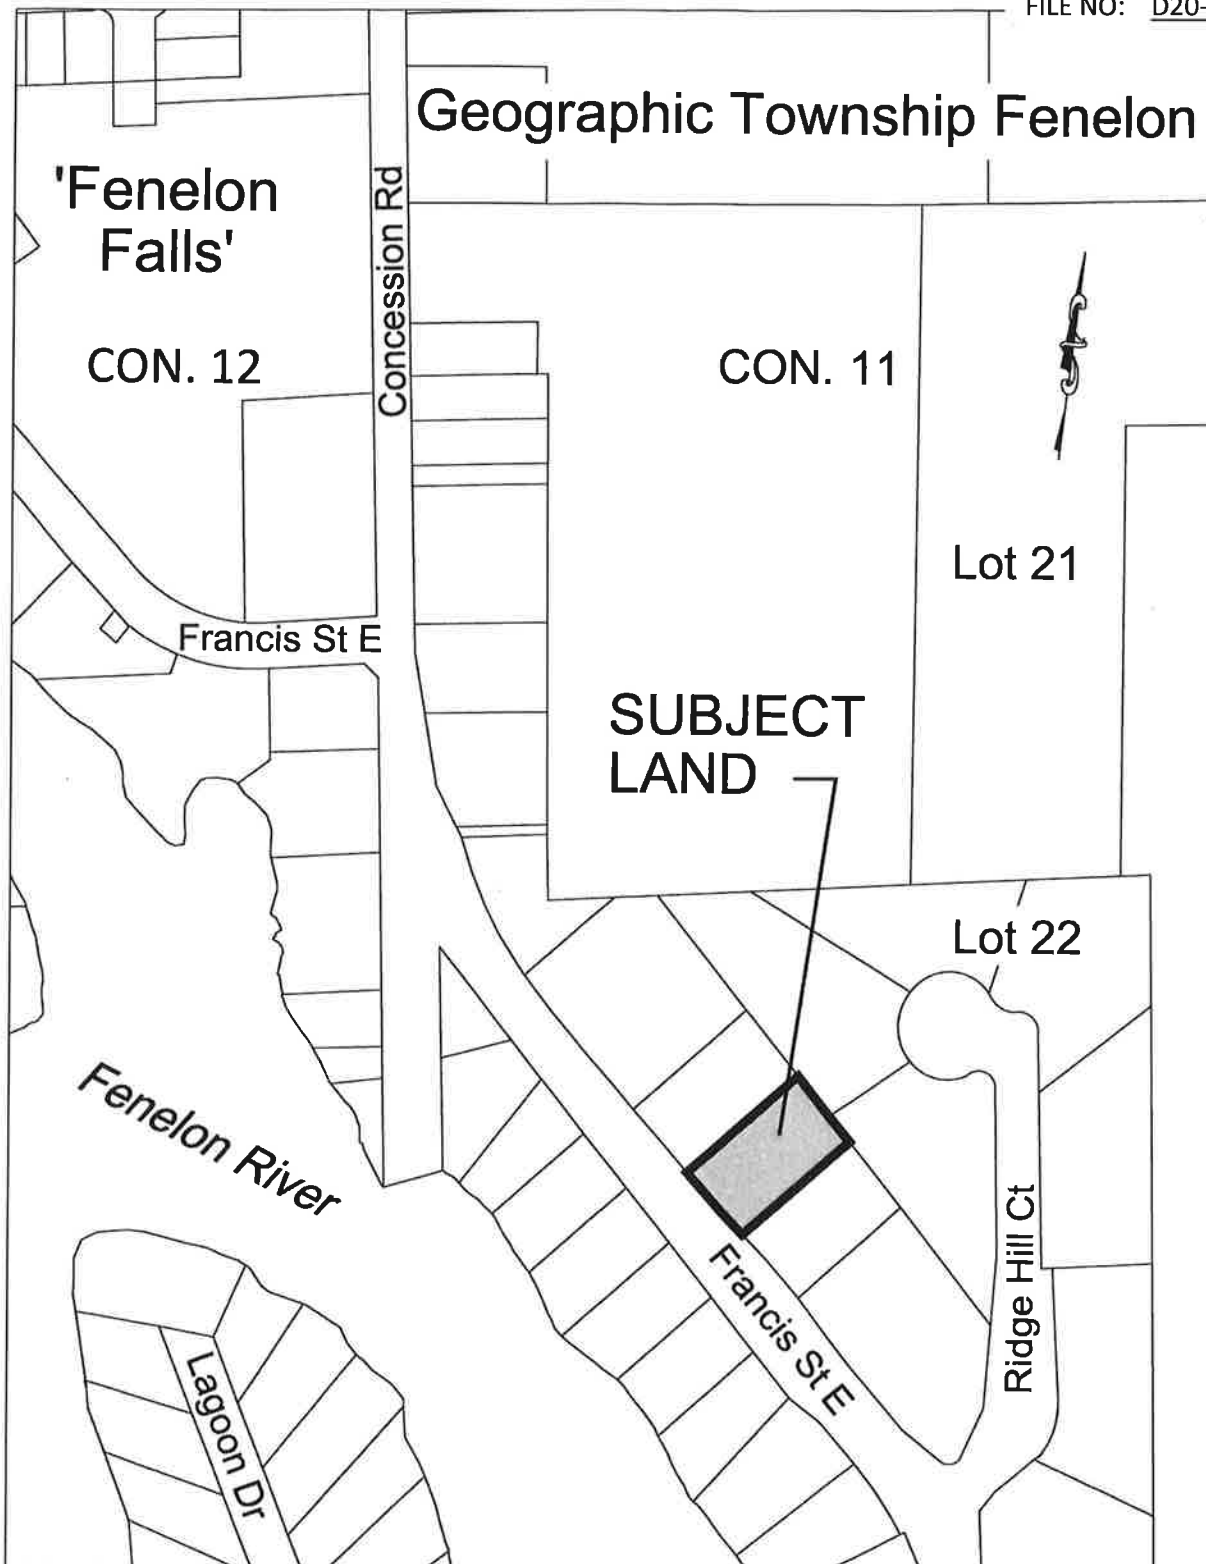 FILE NO: D20-
Geographic Township Fenelon
'Fenelon
Falls'
Concession Rd
CON. 12
CON. 11
Lot 21
Francis St E
SUBJECT
LAND
Lot 22
Fenelon River
Francis St E
Ridge Hill Ct
Lagoon Dr